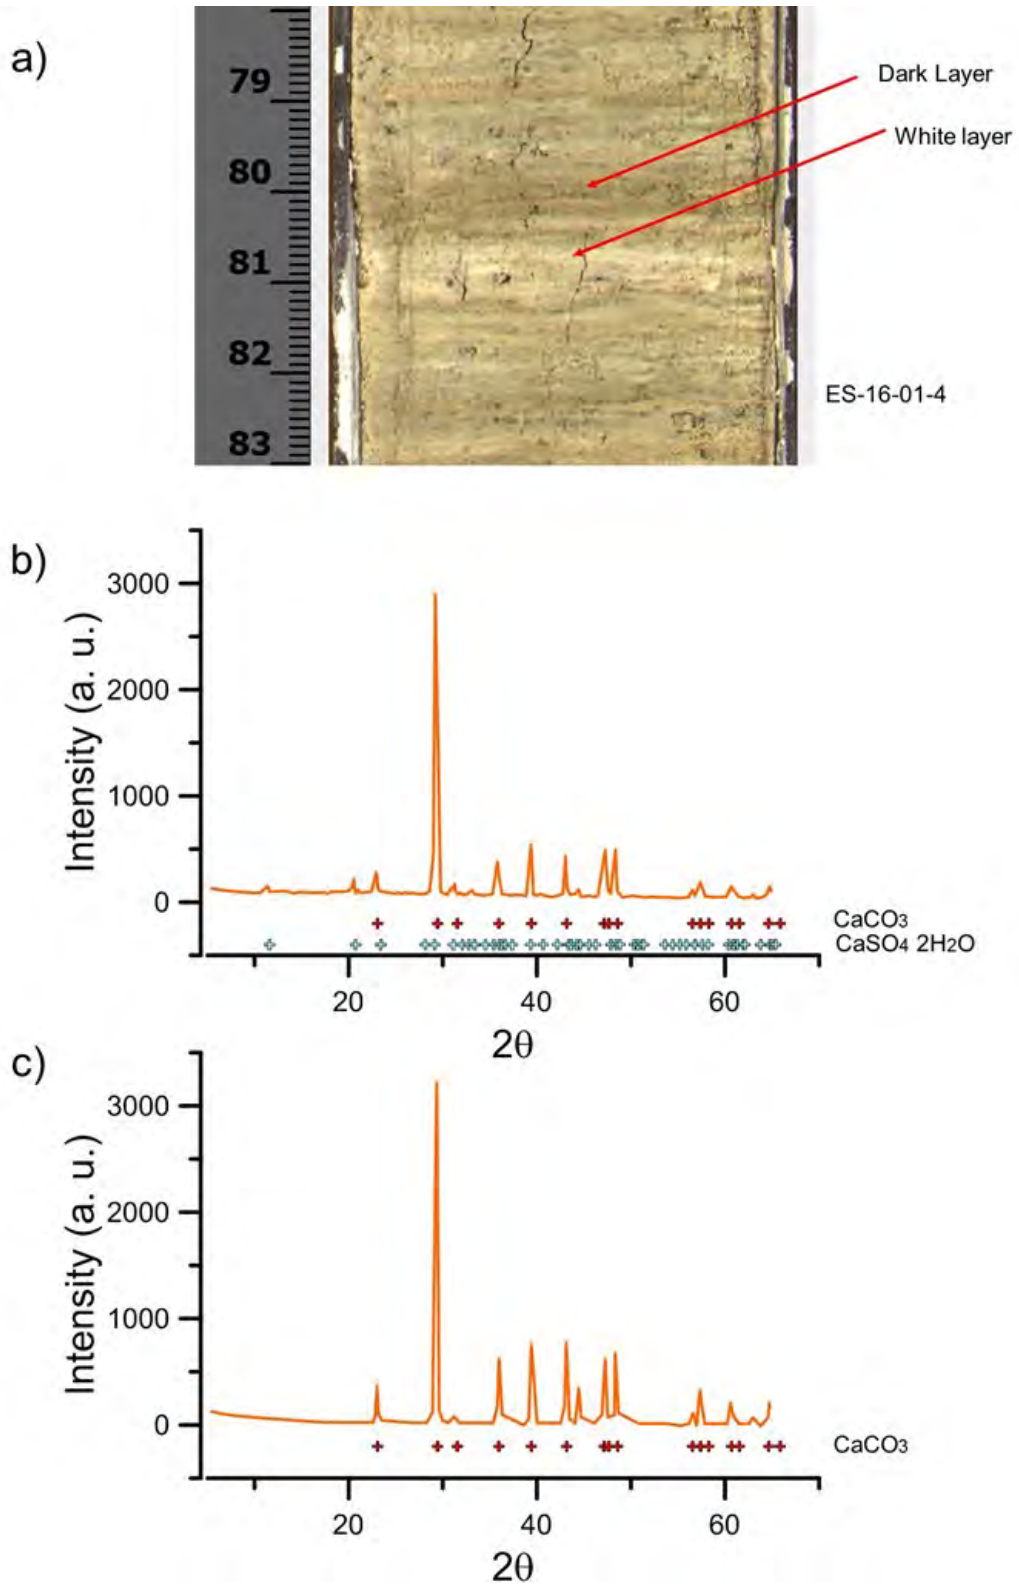 a)
79
80
81
82
83
Dark Layer
White layer
ES-16-01-4
b)
Intensity (a. u.)
3000
2000
1000
0
CaCO3
CaSO4 2H2O
20
40
60
2θ
c)
Intensity (a. u.)
3000
2000
1000
0
CaCO3
20
40
60
2θ